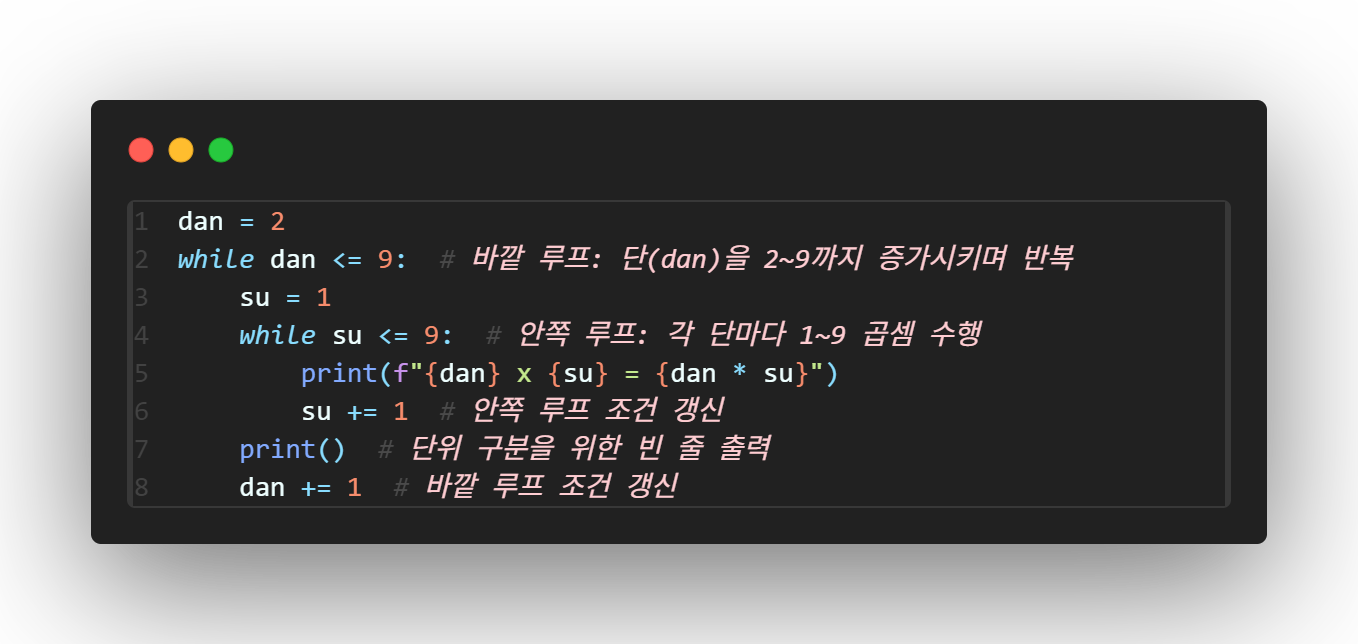 1 dan = 2
2 while dan <= 9:  # 바깥 루프: 단(dan)을 2~9까지 증가시키며 반복
3     su = 1
4     while su <= 9:  # 안쪽 루프: 각 단마다 1~9 곱셈 수행
5         print(f"{dan} x {su} = {dan * su}")
6         su += 1  # 안쪽 루프 조건 갱신
7     print()  # 단위 구분을 위한 빈 줄 출력
8     dan += 1  # 바깥 루프 조건 갱신